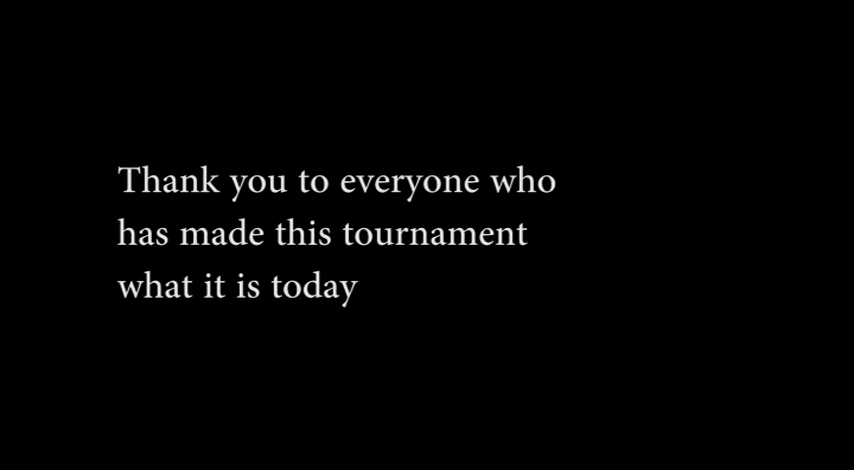 Thank you to everyone who
has made this tournament
what it is today